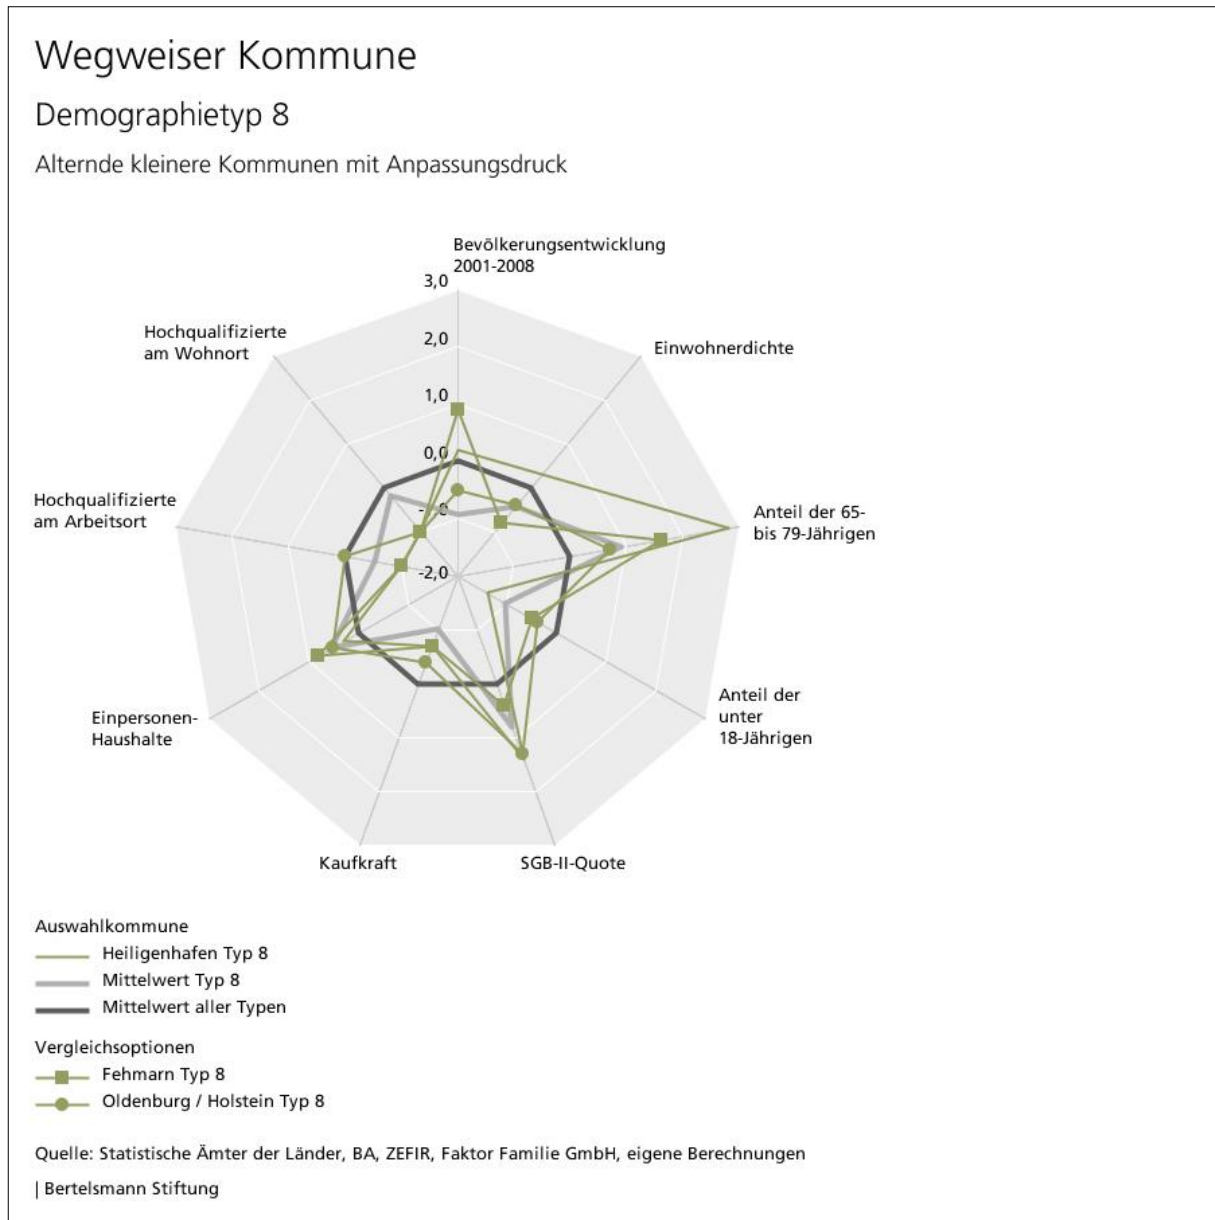 Wegweiser Kommune
Demographietyp 8
Alternde kleinere Kommunen mit Anpassungsdruck
Bevölkerungsentwicklung
2001-2008
3,0
Hochqualifizierte
am Wohnort
2,0
Einwohnerdichte
1,0
0,0
Hochqualifizierte
am Arbeitsort
Anteil der 65-
bis 79-Jährigen
-2,0
Anteil der
unter
18-Jährigen
Einpersonen-
Haushalte
Kaufkraft
SGB-II-Quote
Auswahlkommune
Heiligenhafen Typ 8
Mittelwert Typ 8
Mittelwert aller Typen
Vergleichsoptionen
Fehmarn Typ 8
Oldenburg / Holstein Typ 8
Quelle: Statistische Ämter der Länder, BA, ZEFIR, Faktor Familie GmbH, eigene Berechnungen
| Bertelsmann Stiftung